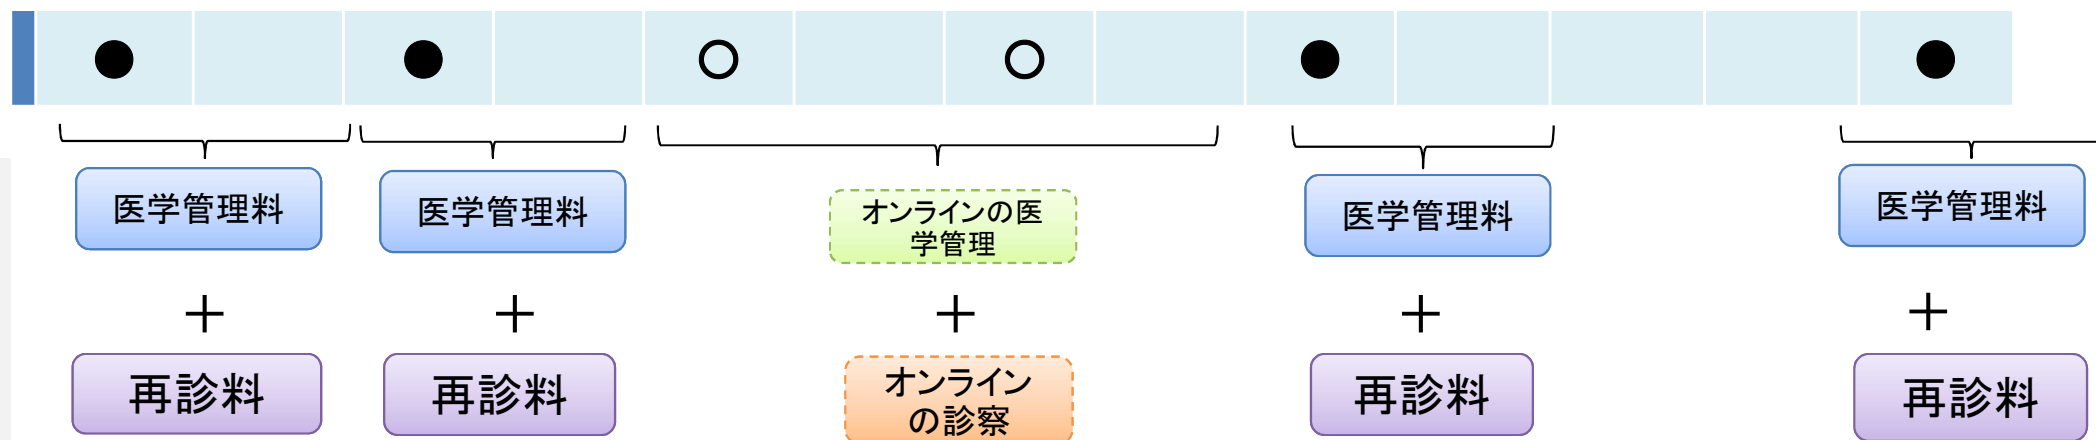 医学管理料
医学管理料
オンラインの医
学管理
医学管理料
医学管理料
＋
＋
＋
＋
＋
再診料
再診料
オンライン
の診察
再診料
再診料